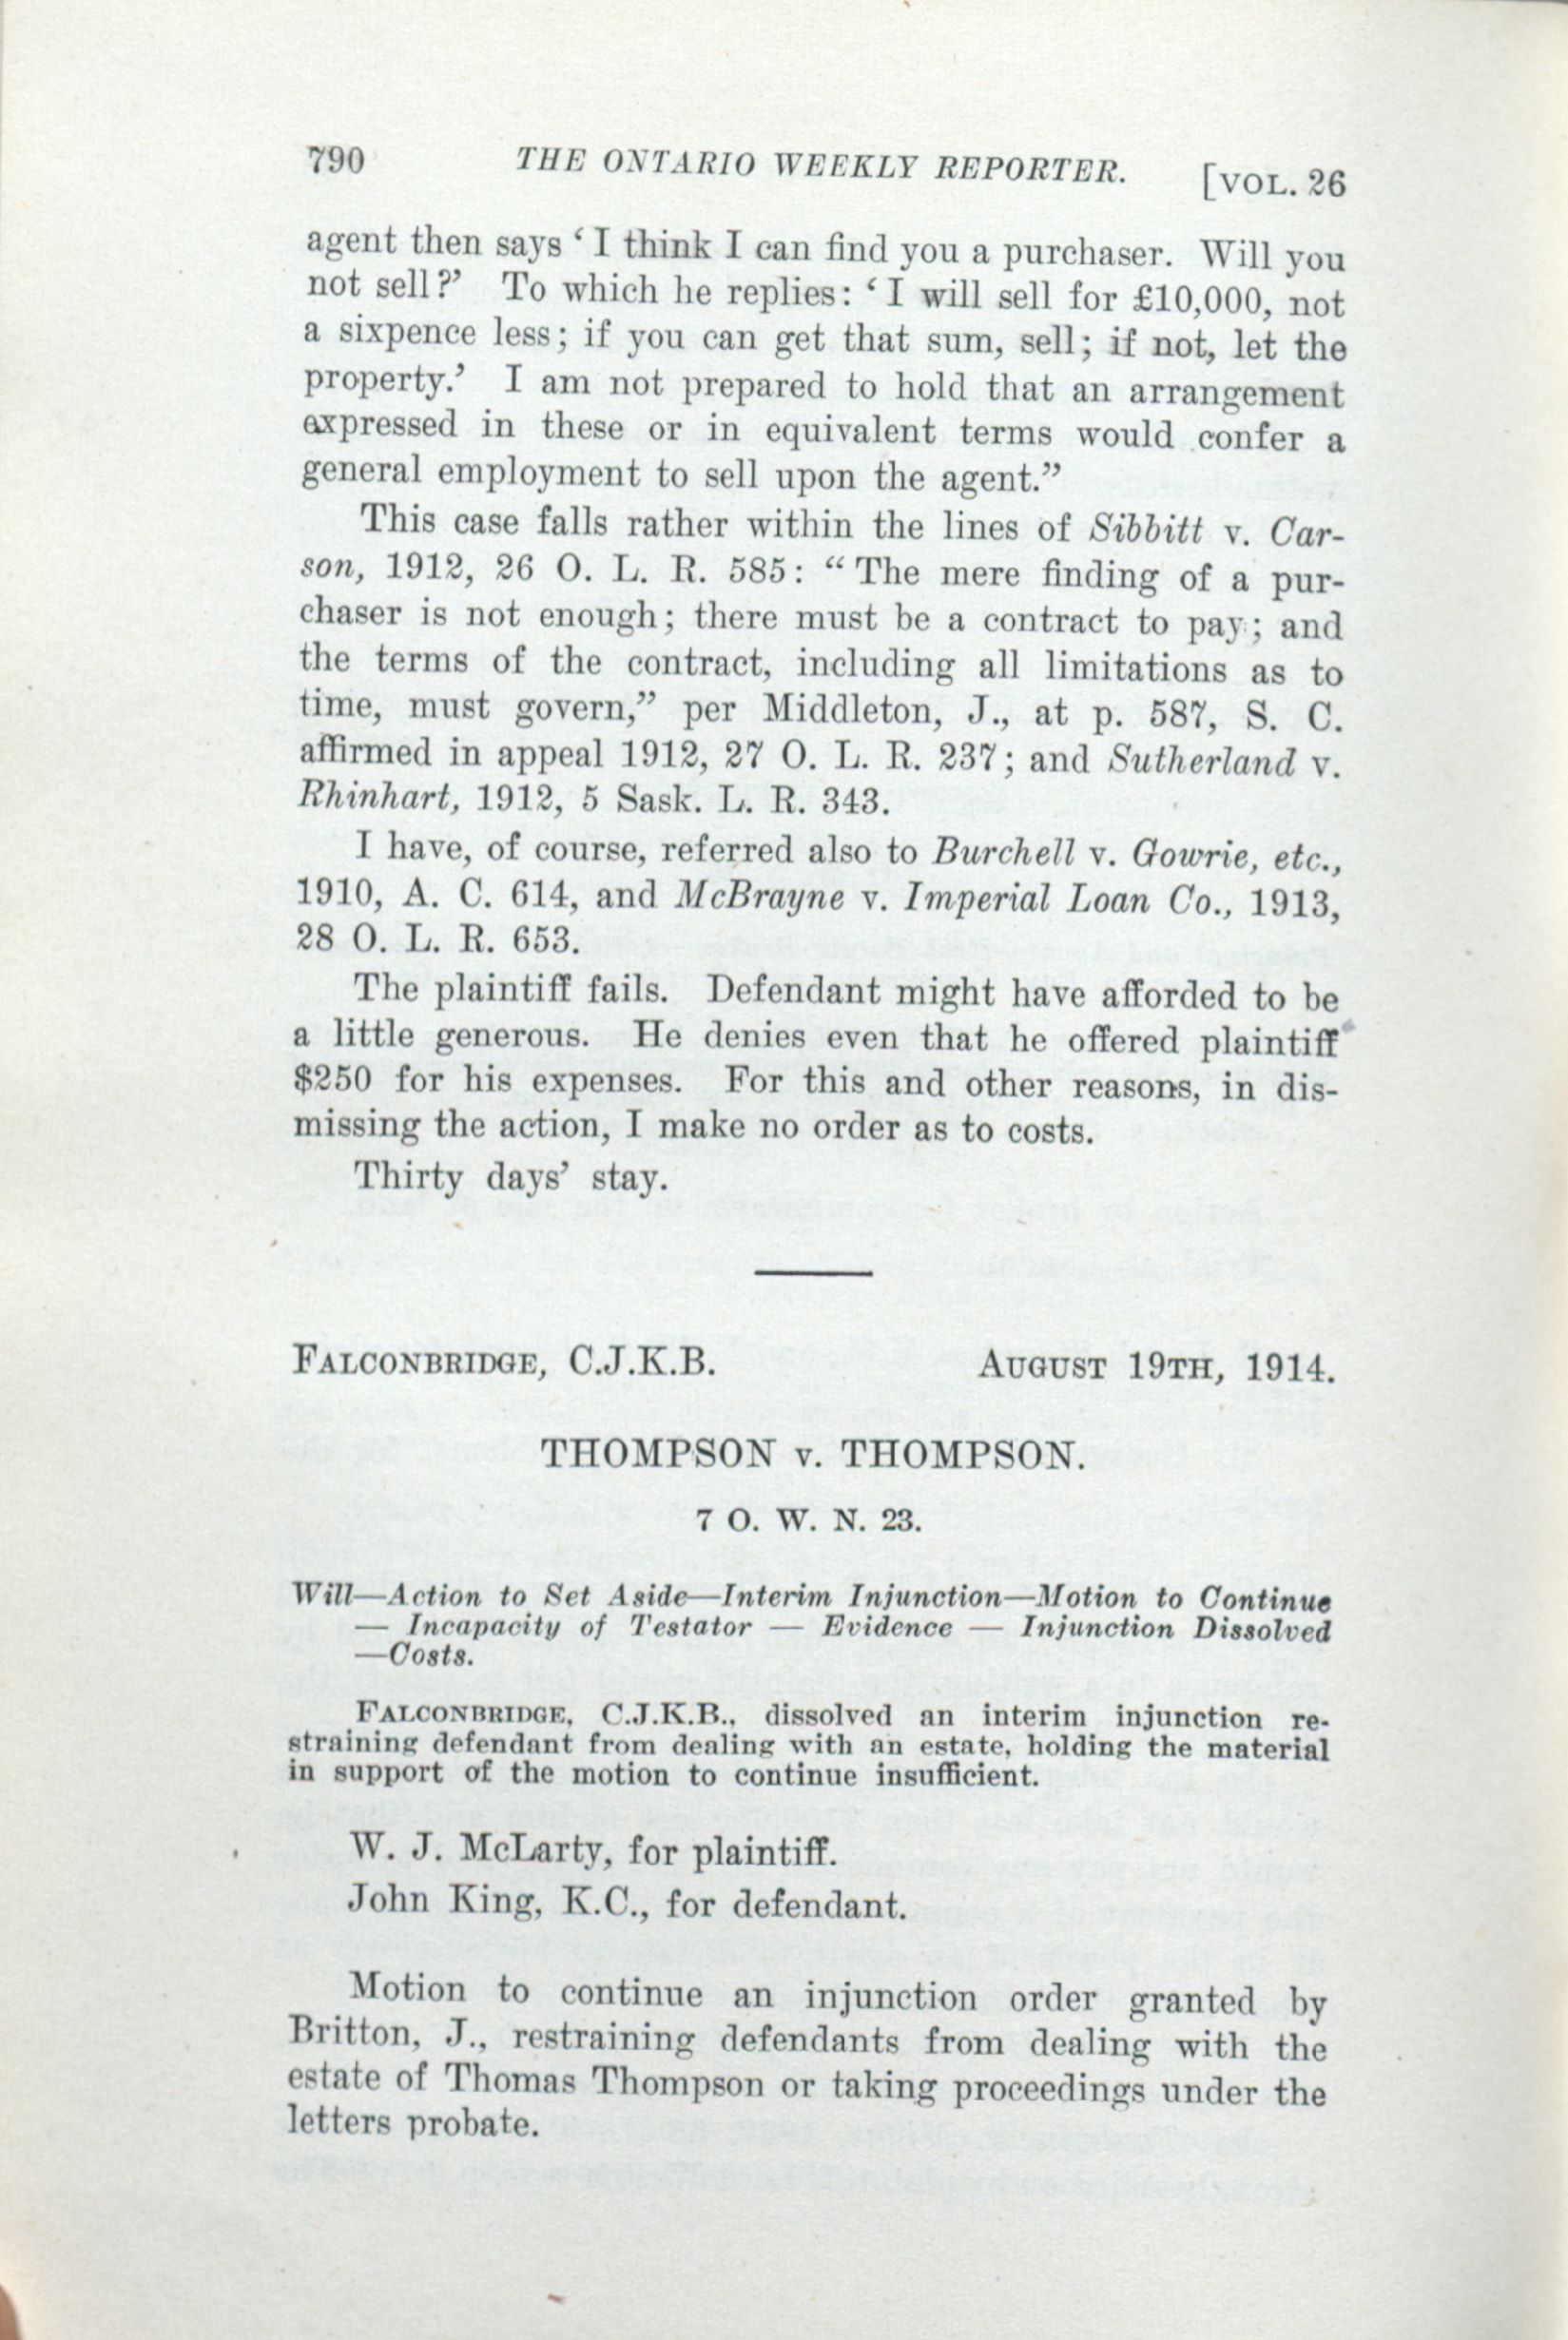 790 THE ONTARIO WEEKLY REPORTER. [VOL. 26
agent then says ‘I think I can find you a purchaser. Will you
not sell?’ To which he replies: ‘I will sell for £10,000, not
a sixpence less; if you can get that sum, sell; if not, let the
property.’ I am not prepared to hold that an arrangement
expressed in these or in equivalent terms would confer a
general employment to sell upon the agent.”
This case falls rather within the lines of Sibbitt v. Car-
son, 1912, 26 O. L. R. 585: “The mere finding of a pur-
chaser is not enough; there must be a contract to pay; and
the terms of the contract, including all limitations as to
time, must govern,” per Middleton, J., at p. 587, S. C.
affirmed in appeal 1912, 27 O. L. R. 237; and Sutherland v.
Rhinhart, 1912, 5 Sask. L. R. 343.
I have, of course, referred also to Burchell v. Gowrie, etc.,
1910, A. C. 614, and McBrayne v. Imperial Loan Co., 1913,
28 O. L. R. 653.
The plaintiff fails. Defendant might have afforded to be
a little generous. He denies even that he offered plaintiff
$250 for his expenses. For this and other reasons, in dis-
missing the action, I make no order as to costs.
Thirty days’ stay.
FALCONBRIDGE, C.J.K.B. AUGUST 19TH, 1914.
THOMPSON v. THOMPSON.
7 O. W. N. 23.
Will—Action to Set Aside—Interim Injunction—Motion to Continue
— Incapacity of Testator — Evidence — Injunction Dissolved
—Costs.
FALCONBRIDGE, C.J.K.B., dissolved an interim injunction re-
straining defendant from dealing with an estate, holding the material
in support of the motion to continue insufficient.
W. J. McLarty, for plaintiff.
John King, K.C., for defendant.
Motion to continue an injunction order granted by
Britton, J., restraining defendants from dealing with the
estate of Thomas Thompson or taking proceedings under the
letters probate.